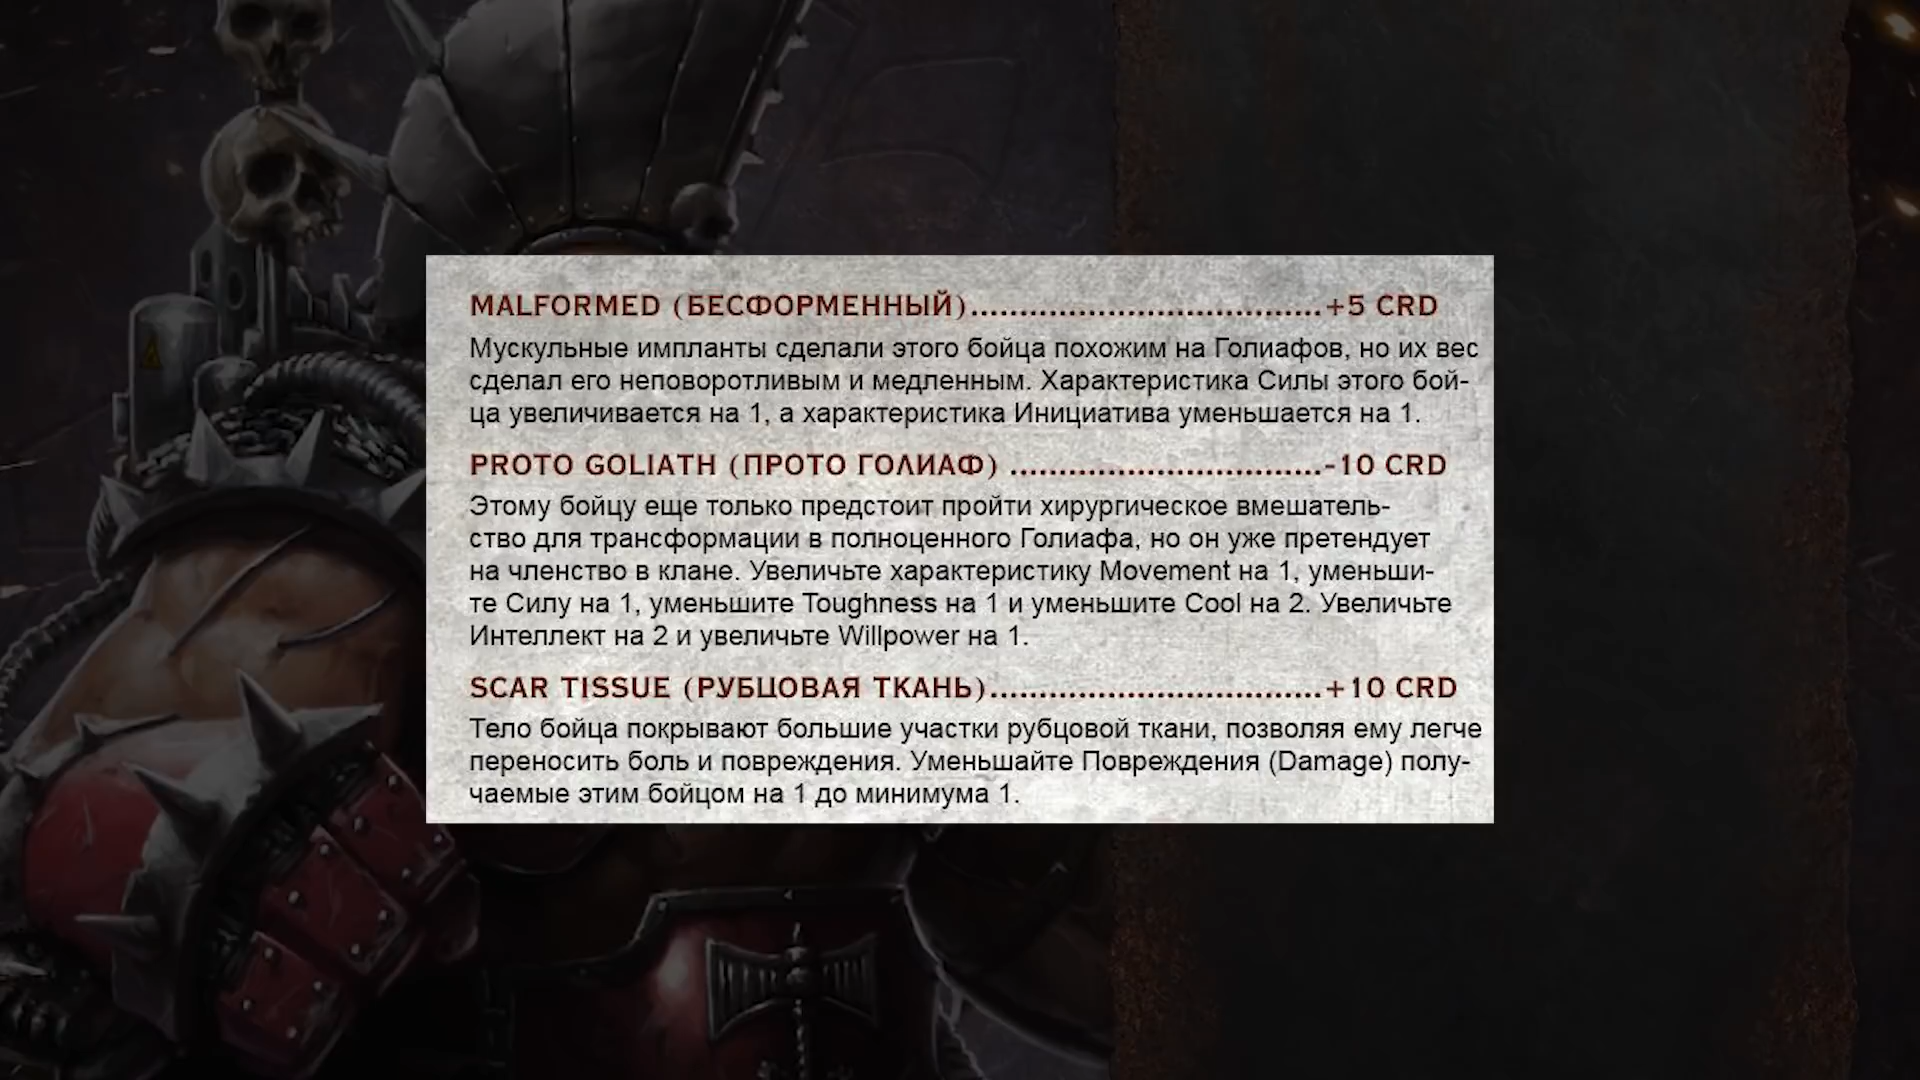 MALFORMED (БЕСФОРМЕННЫЙ)....................................+5 CRD
Мускульные импланты сделали этого бойца похожим на Голиафов, но их вес
сделал его неповоротливым и медленным. Характеристика Силы этого бой-
ца увеличивается на 1, а характеристика Инициатива уменьшается на 1.
PROTO GOLIATH (ПРОТО ГОЛИАФ) ................................-10 CRD
Этому бойцу еще только предстоит пройти хирургическое вмешатель-
ство для трансформации в полноценного Голиафа, но он уже претендует
на членство в клане. Увеличьте характеристику Movement на 1, уменьши-
те Силу на 1, уменьшите Toughness на 1 и уменьшите Cool на 2. Увеличьте
Интеллект на 2 и увеличьте Willpower на 1.
SCAR TISSUE (РУБЦОВАЯ ТКАНЬ)..................................+10 CRD
Тело бойца покрывают большие участки рубцовой ткани, позволяя ему легче
переносить боль и повреждения. Уменьшайте Повреждения (Damage) полу-
чаемые этим бойцом на 1 до минимума 1.